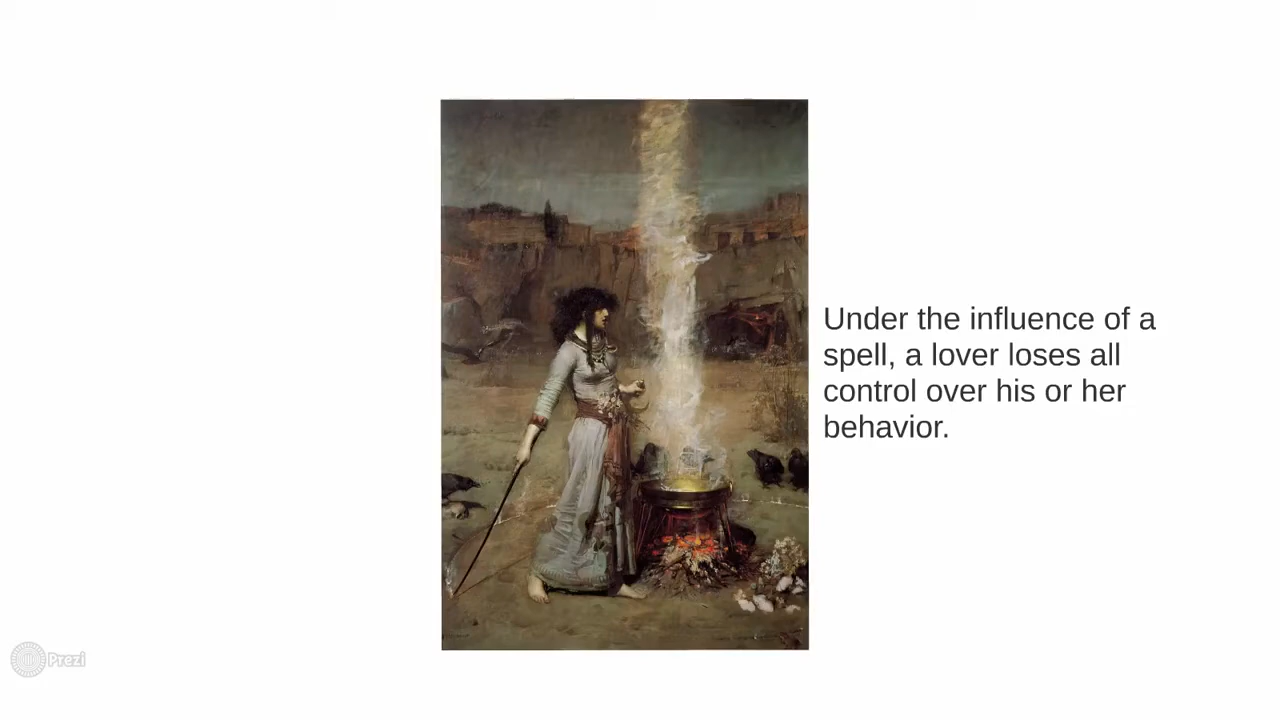 Under the influence of a
spell, a lover loses all
control over his or her
behavior.
Prezi